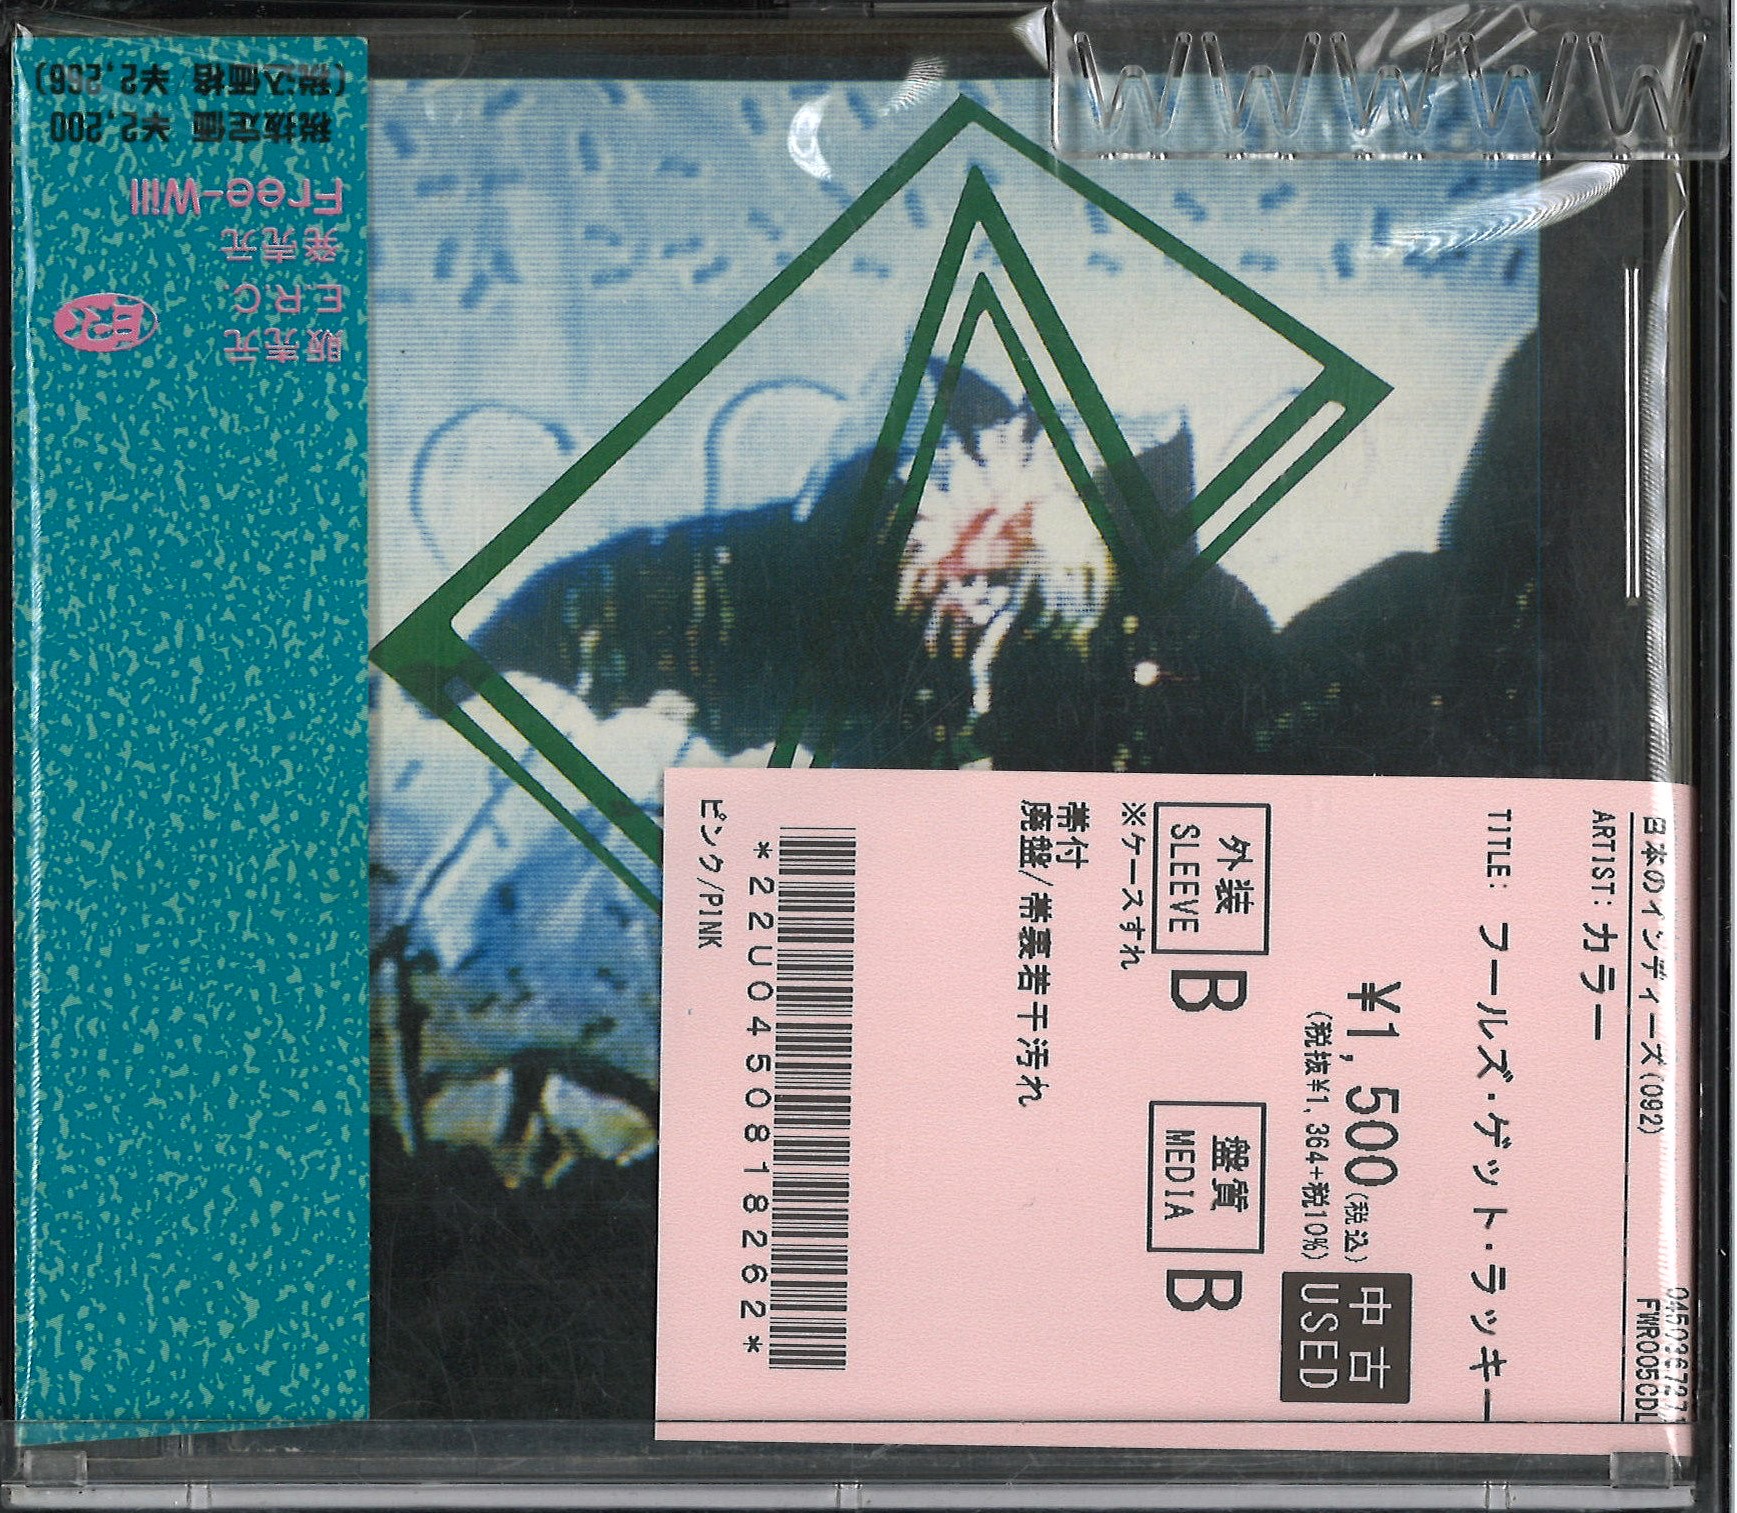 (税込価格 ¥2,266)
税抜定価 ¥2,200
Free-Will
発売元
E.R.C.
販売元
日本のインディーズ(092)
FWR005CDL
ARTIST: カラー
TITLE: フールズ・ゲット・ラッキー
¥1,500(税込)
(税抜¥1,364+税10%)
中古
USED
外装
SLEEVE
B
盤質
MEDIA
B
※ケースすれ
帯付
廃盤/帯裏若干汚れ
*22U0450818262*
ピンク/PINK